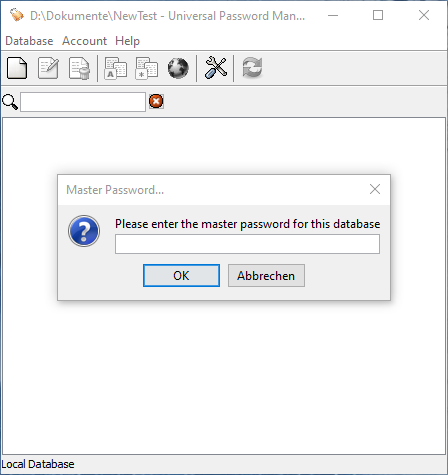 D:\Dokumente\NewTest - Universal Password Man...
Database Account Help
Master Password...
Please enter the master password for this database
OK Abbrechen
Local Database